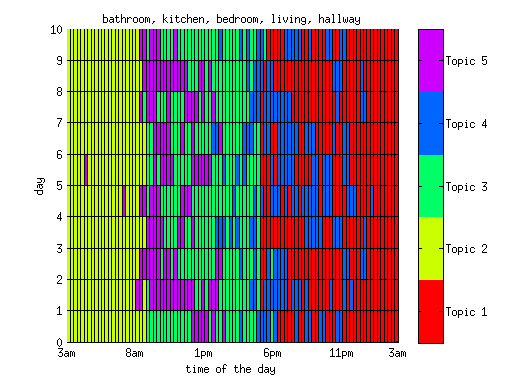 bathroom, kitchen, bedroom, living, hallway
10
9
8
7
6
5
4
3
2
1
0
day
3am 8am 1pm 6pm 11pm 3am
time of the day
Topic 5
Topic 4
Topic 3
Topic 2
Topic 1